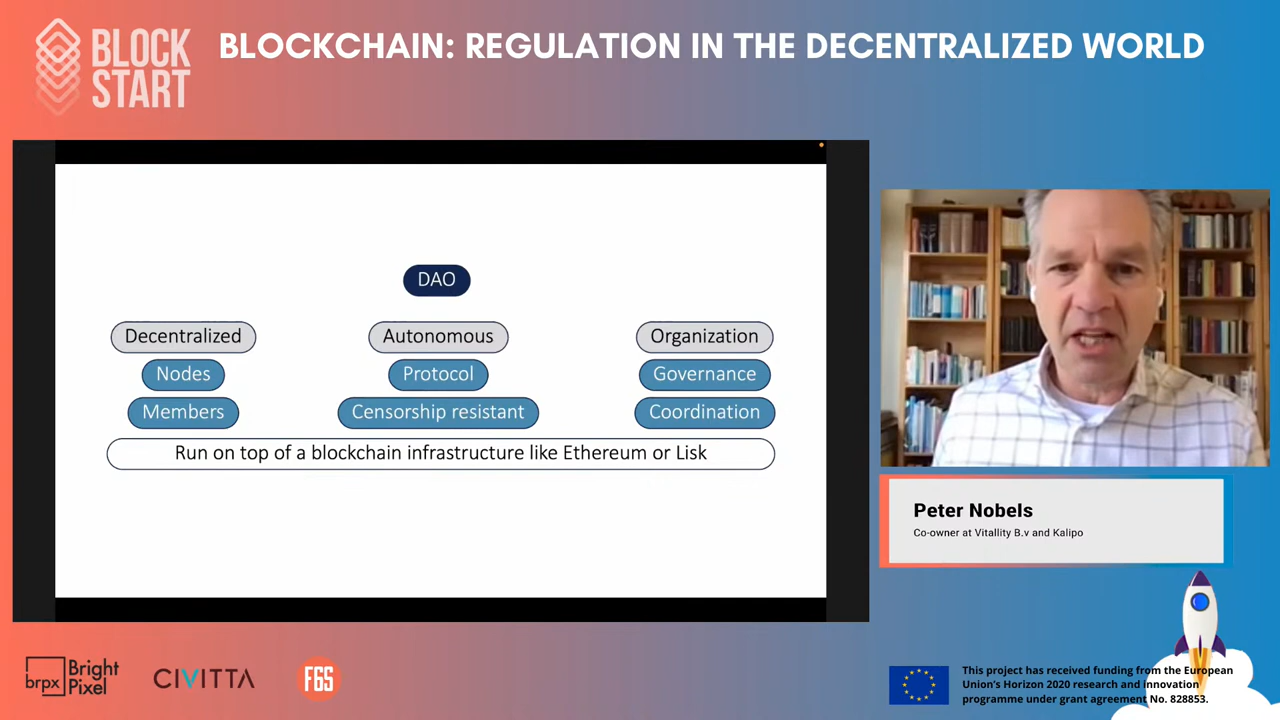 BLOCK
START
BLOCKCHAIN: REGULATION IN THE DECENTRALIZED WORLD
DAO
Decentralized
Autonomous
Organization
Nodes
Protocol
Governance
Members
Censorship resistant
Coordination
Run on top of a blockchain infrastructure like Ethereum or Lisk
Peter Nobels
Co-owner at Vitallity B.v and Kalipo
brpx
Bright
Pixel
CIVITTA
F6S
This project has received funding from the European
Union's Horizon 2020 research and innovation
programme under grant agreement No. 828853.